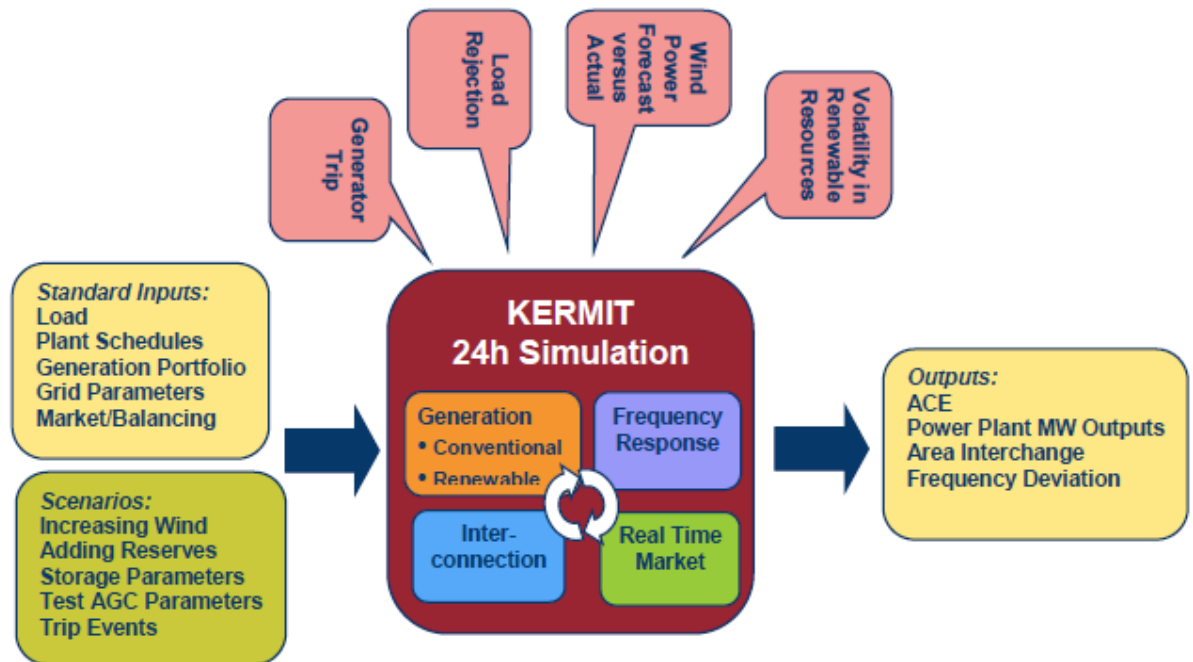 Generator
Trip
Load
Rejection
Wind
Power
Forecast
versus
Actual
Volatility in
Renewable
Resources
Standard Inputs:
Load
Plant Schedules
Generation Portfolio
Grid Parameters
Market/Balancing
Scenarios:
Increasing Wind
Adding Reserves
Storage Parameters
Test AGC Parameters
Trip Events
KERMIT
24h Simulation
Generation
• Conventional
• Renewable
Frequency
Response
Inter-
connection
Real Time
Market
Outputs:
ACE
Power Plant MW Outputs
Area Interchange
Frequency Deviation